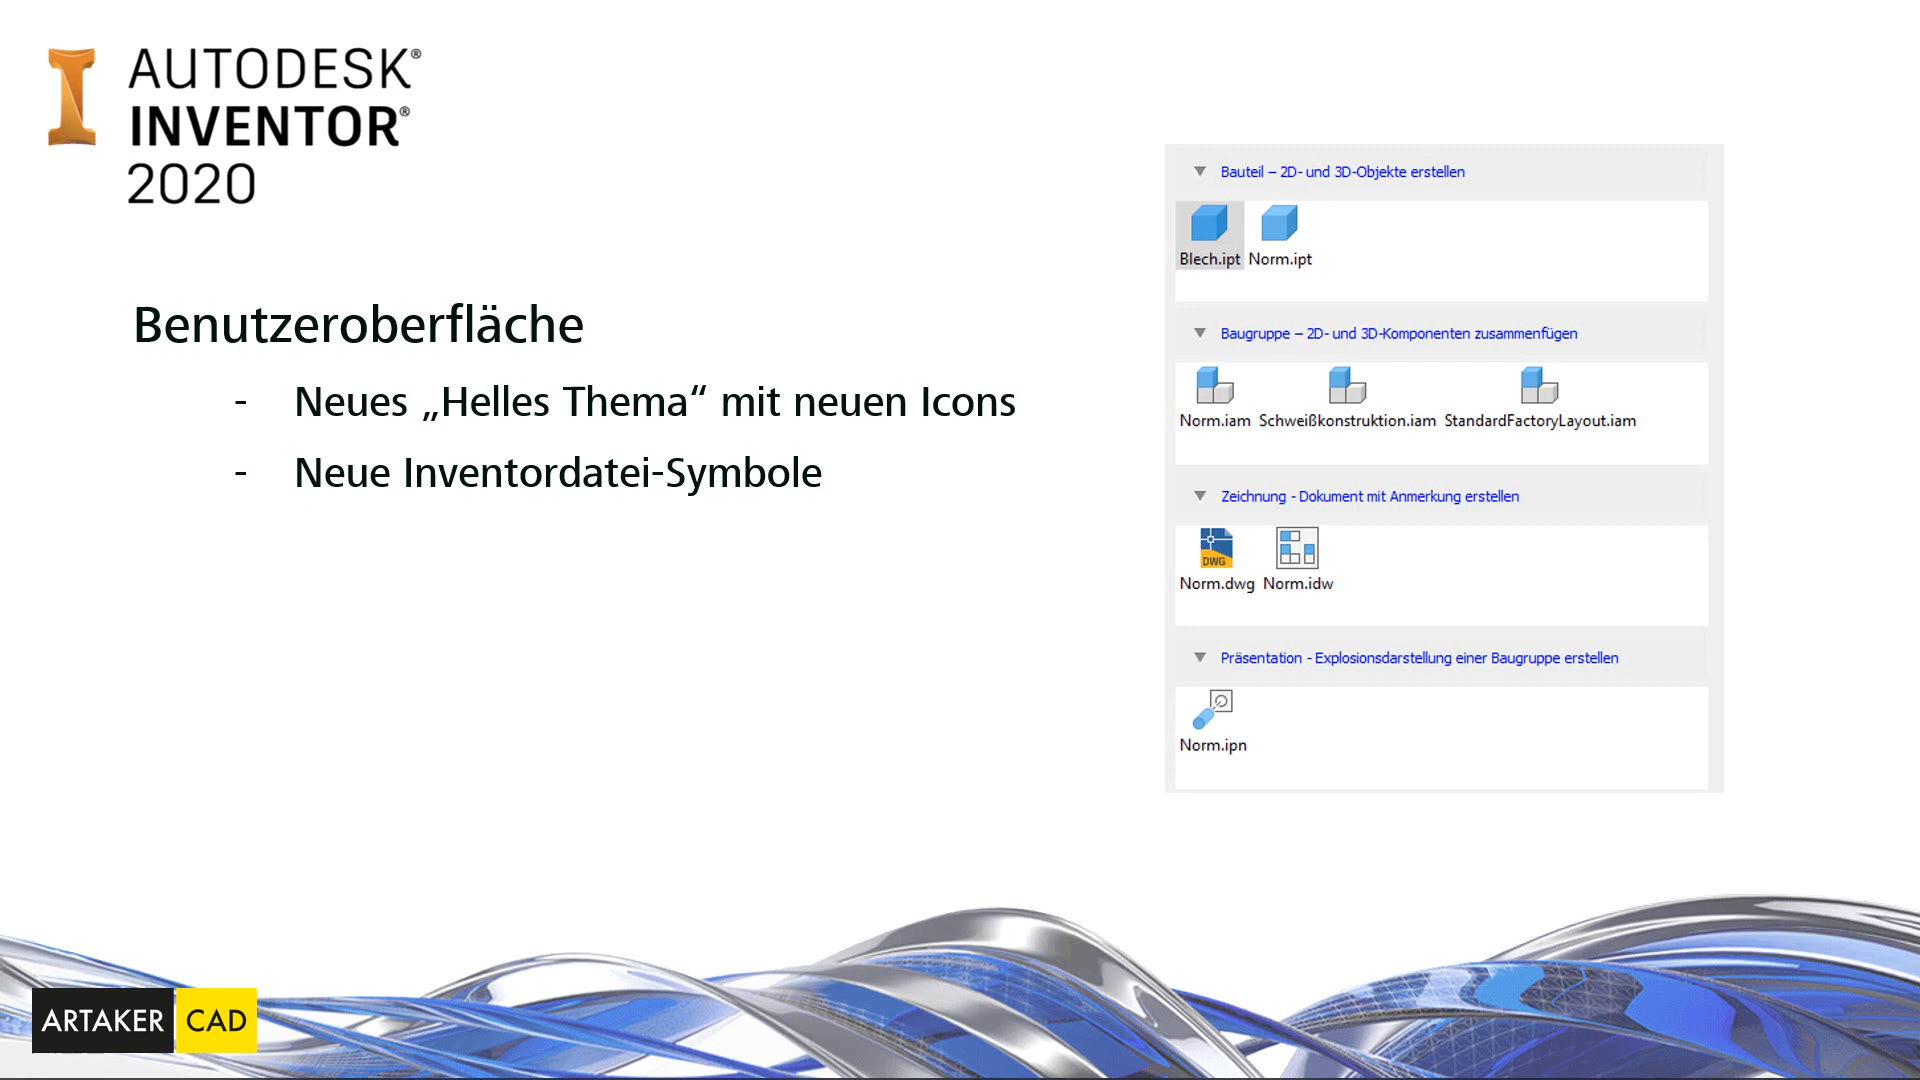 AUTODESK®
INVENTOR®
2020
Benutzeroberfläche
- Neues „Helles Thema“ mit neuen Icons
- Neue Inventordatei-Symbole
Bauteil – 2D- und 3D-Objekte erstellen
Blech.ipt Norm.ipt
Baugruppe – 2D- und 3D-Komponenten zusammenfügen
Norm.iam Schweißkonstruktion.iam StandardFactoryLayout.iam
Zeichnung - Dokument mit Anmerkung erstellen
DWG
Norm.dwg Norm.idw
Präsentation - Explosionsdarstellung einer Baugruppe erstellen
Norm.ipn
ARTAKER CAD